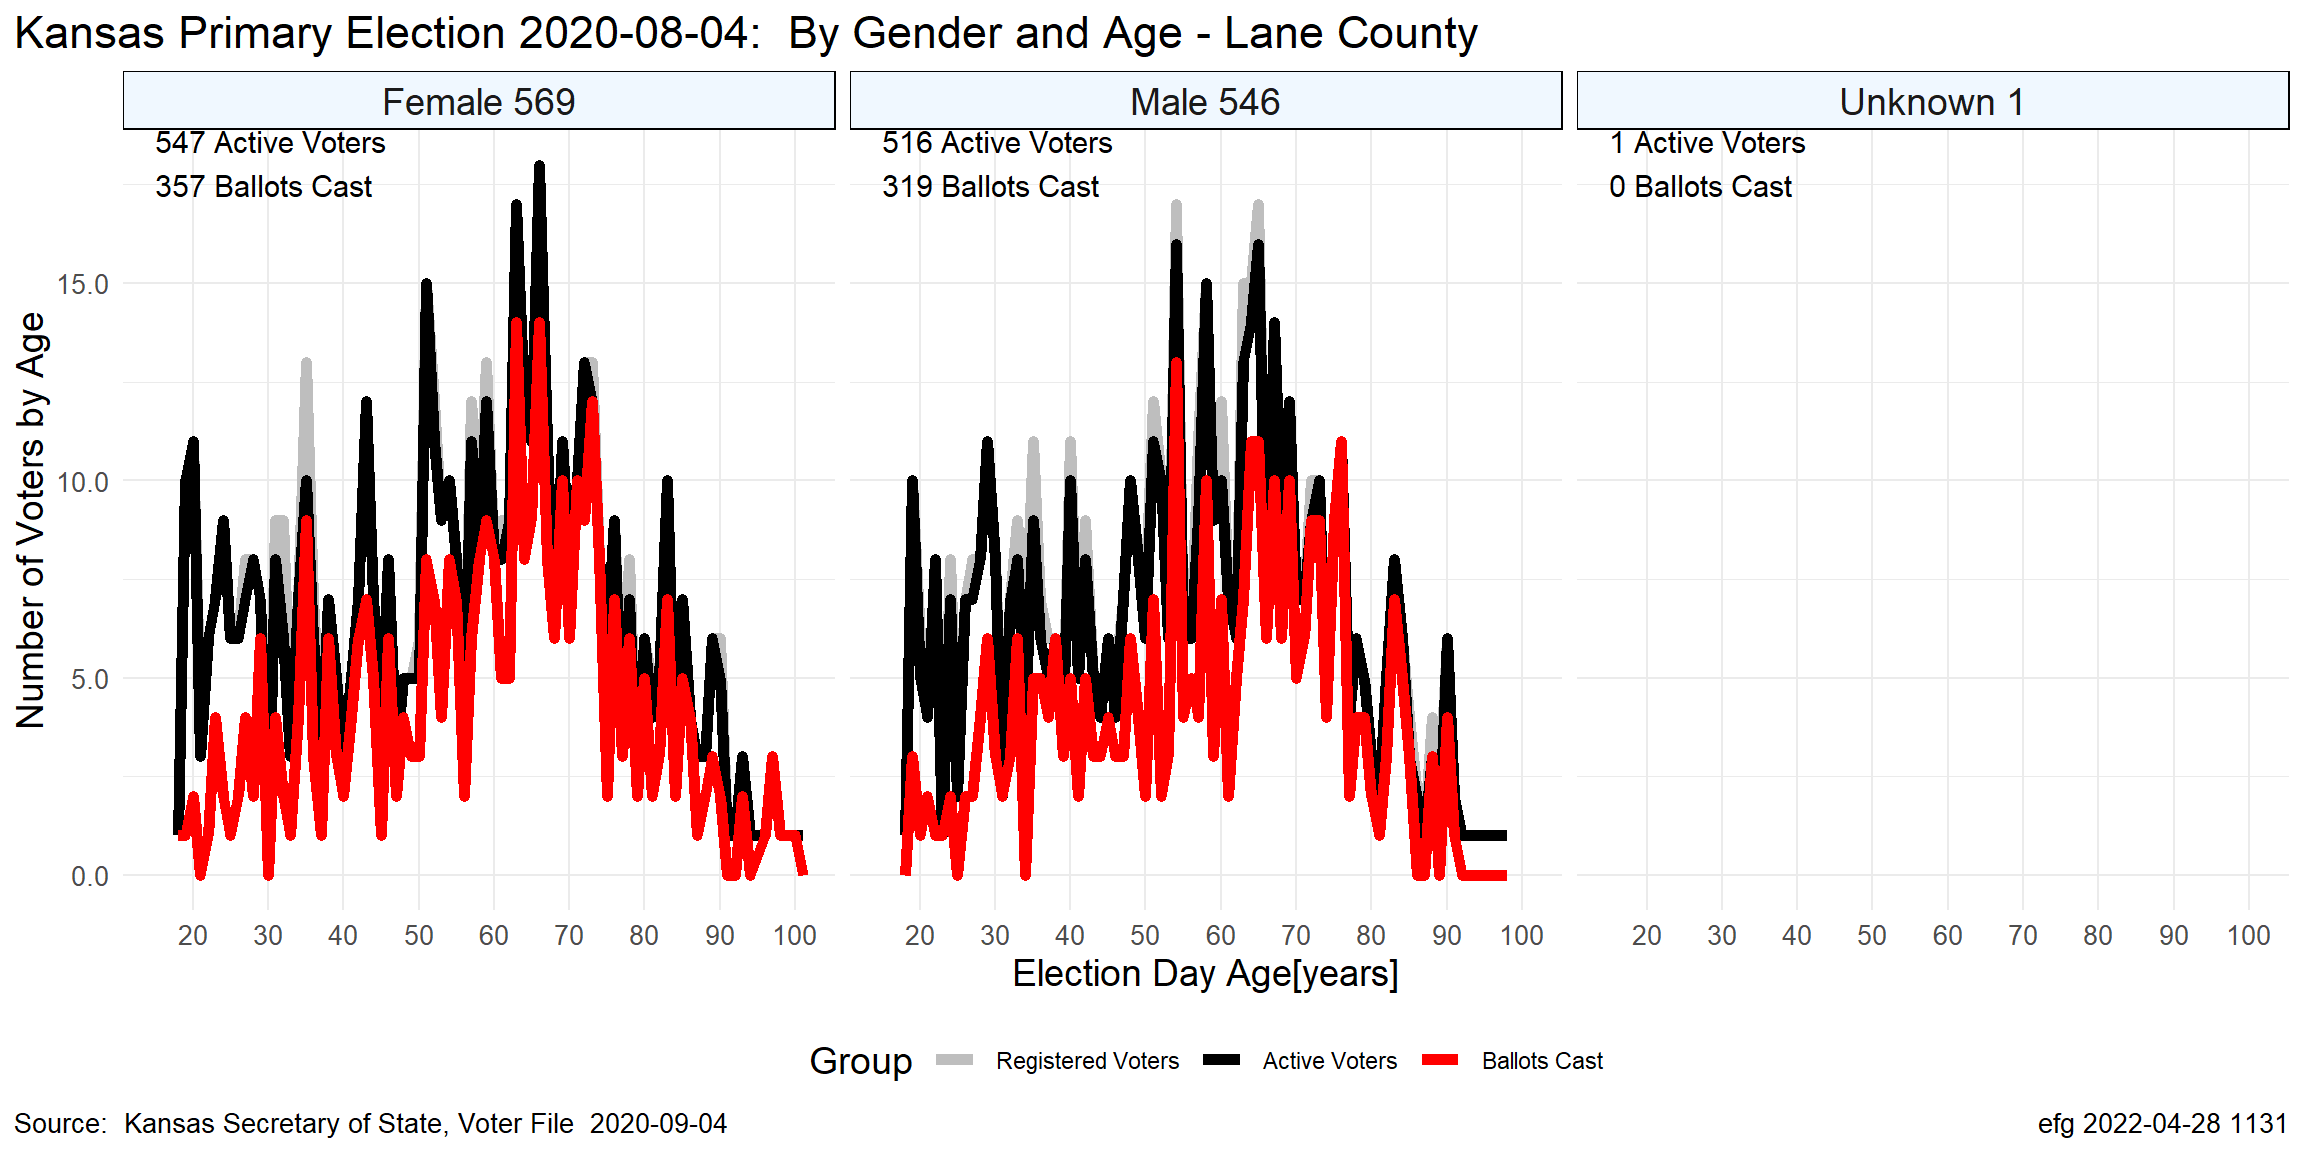 Kansas Primary Election 2020-08-04:  By Gender and Age - Lane County
Female 569
Male 546
Unknown 1
547 Active Voters
357 Ballots Cast
516 Active Voters
319 Ballots Cast
1 Active Voters
0 Ballots Cast
Number of Voters by Age
15.0
10.0
5.0
0.0
20 30 40 50 60 70 80 90 100
20 30 40 50 60 70 80 90 100
20 30 40 50 60 70 80 90 100
Election Day Age[years]
Group Registered Voters Active Voters Ballots Cast
Source:  Kansas Secretary of State, Voter File  2020-09-04
efg 2022-04-28 1131